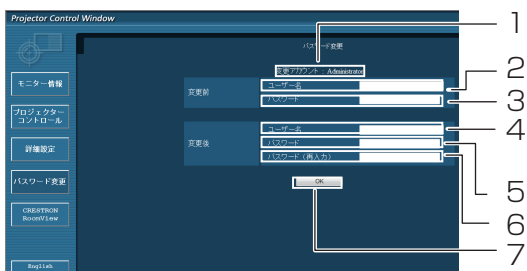 Projector Control Window
パスワード変更
1
変更アカウント : Administrator
モニター情報
変更前
ユーザー名
2
パスワード
3
プロジェクター
コントロール
詳細設定
変更後
ユーザー名
4
パスワード
5
パスワード（再入力）
6
パスワード変更
OK
7
CRESTRON
RoomView
English